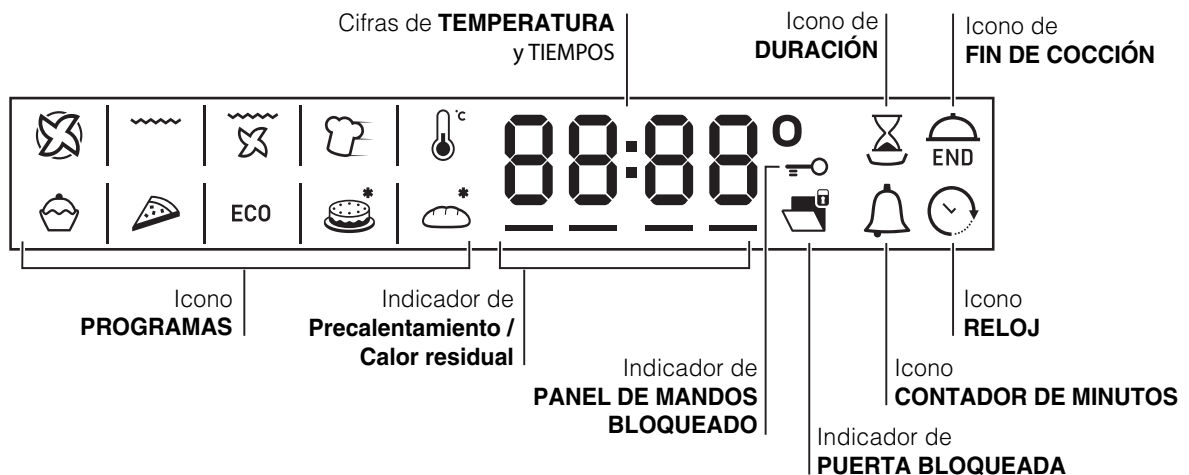 Cifras de TEMPERATURA
y TIEMPOS
Icono de
DURACIÓN
Icono de
FIN DE COCCIÓN
°C
88:88
o
END
ECO
Icono
PROGRAMAS
Indicador de
Precalentamiento /
Calor residual
Indicador de
PANEL DE MANDOS
BLOQUEADO
Indicador de
PUERTA BLOQUEADA
Icono
CONTADOR DE MINUTOS
Icono
RELOJ